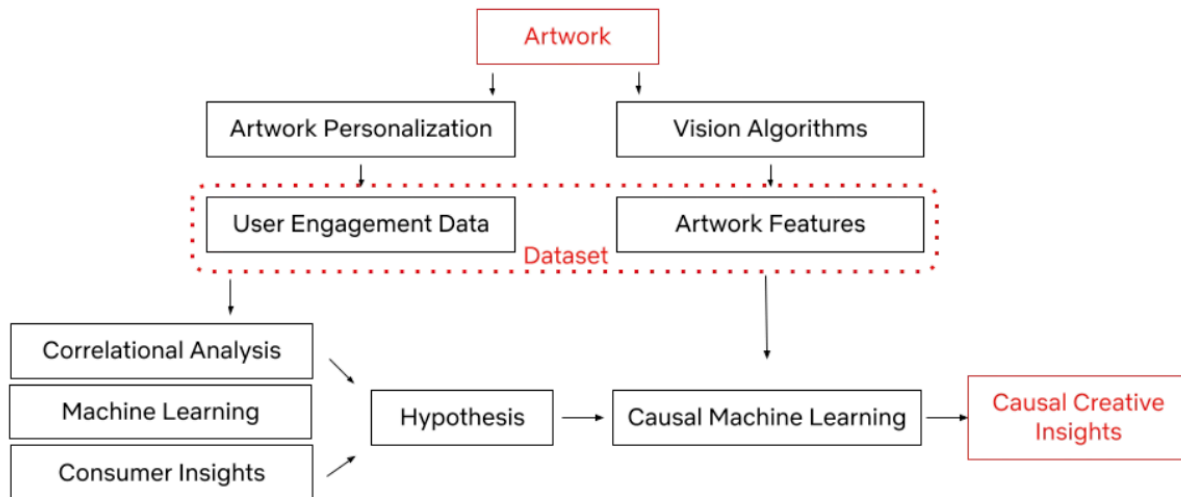 Artwork
Artwork Personalization
Vision Algorithms
User Engagement Data
Artwork Features
Dataset
Correlational Analysis
Machine Learning
Consumer Insights
Hypothesis
Causal Machine Learning
Causal Creative
Insights